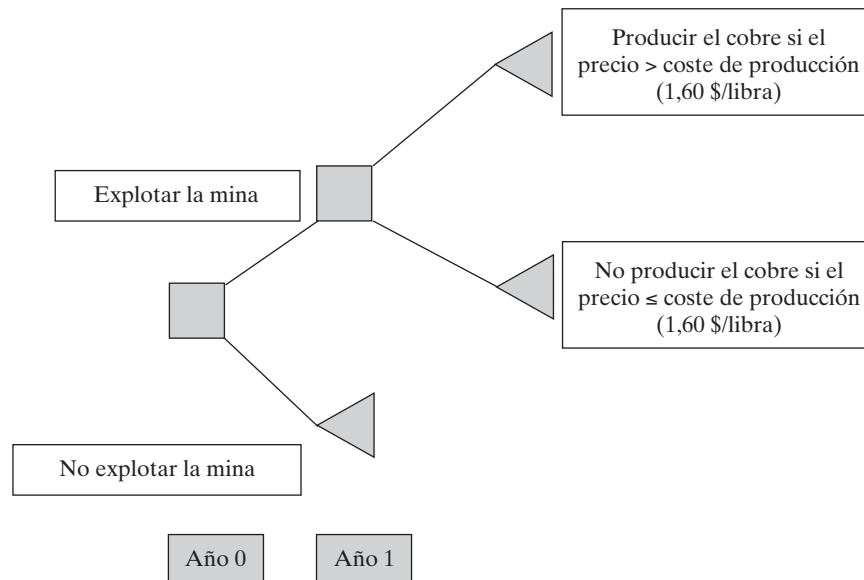 Producir el cobre si el
precio > coste de producción
(1,60 $/libra)
Explotar la mina
No producir el cobre si el
precio ≤ coste de producción
(1,60 $/libra)
No explotar la mina
Año 0
Año 1